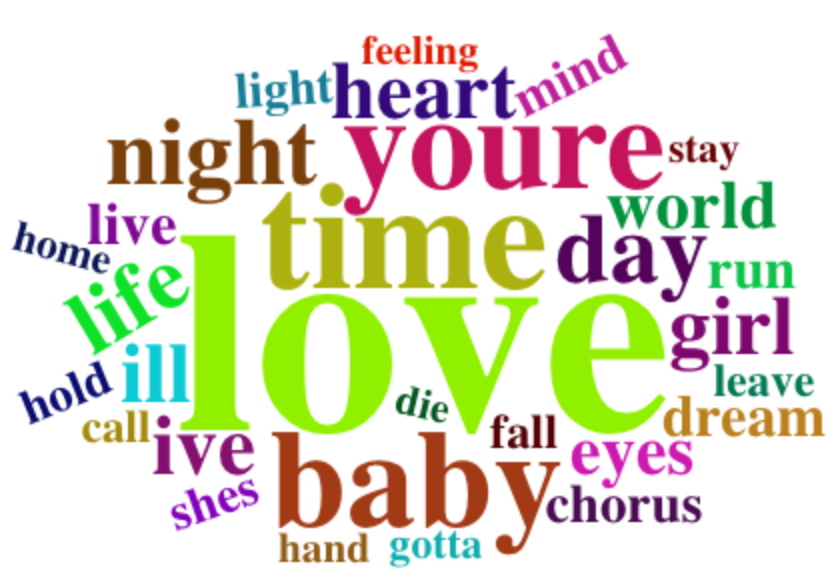 feeling
light heart mind
night youre stay
time world
live day
home run
life love girl
hold ill leave
call die dream
ive fall eyes
shes baby chorus
hand gotta